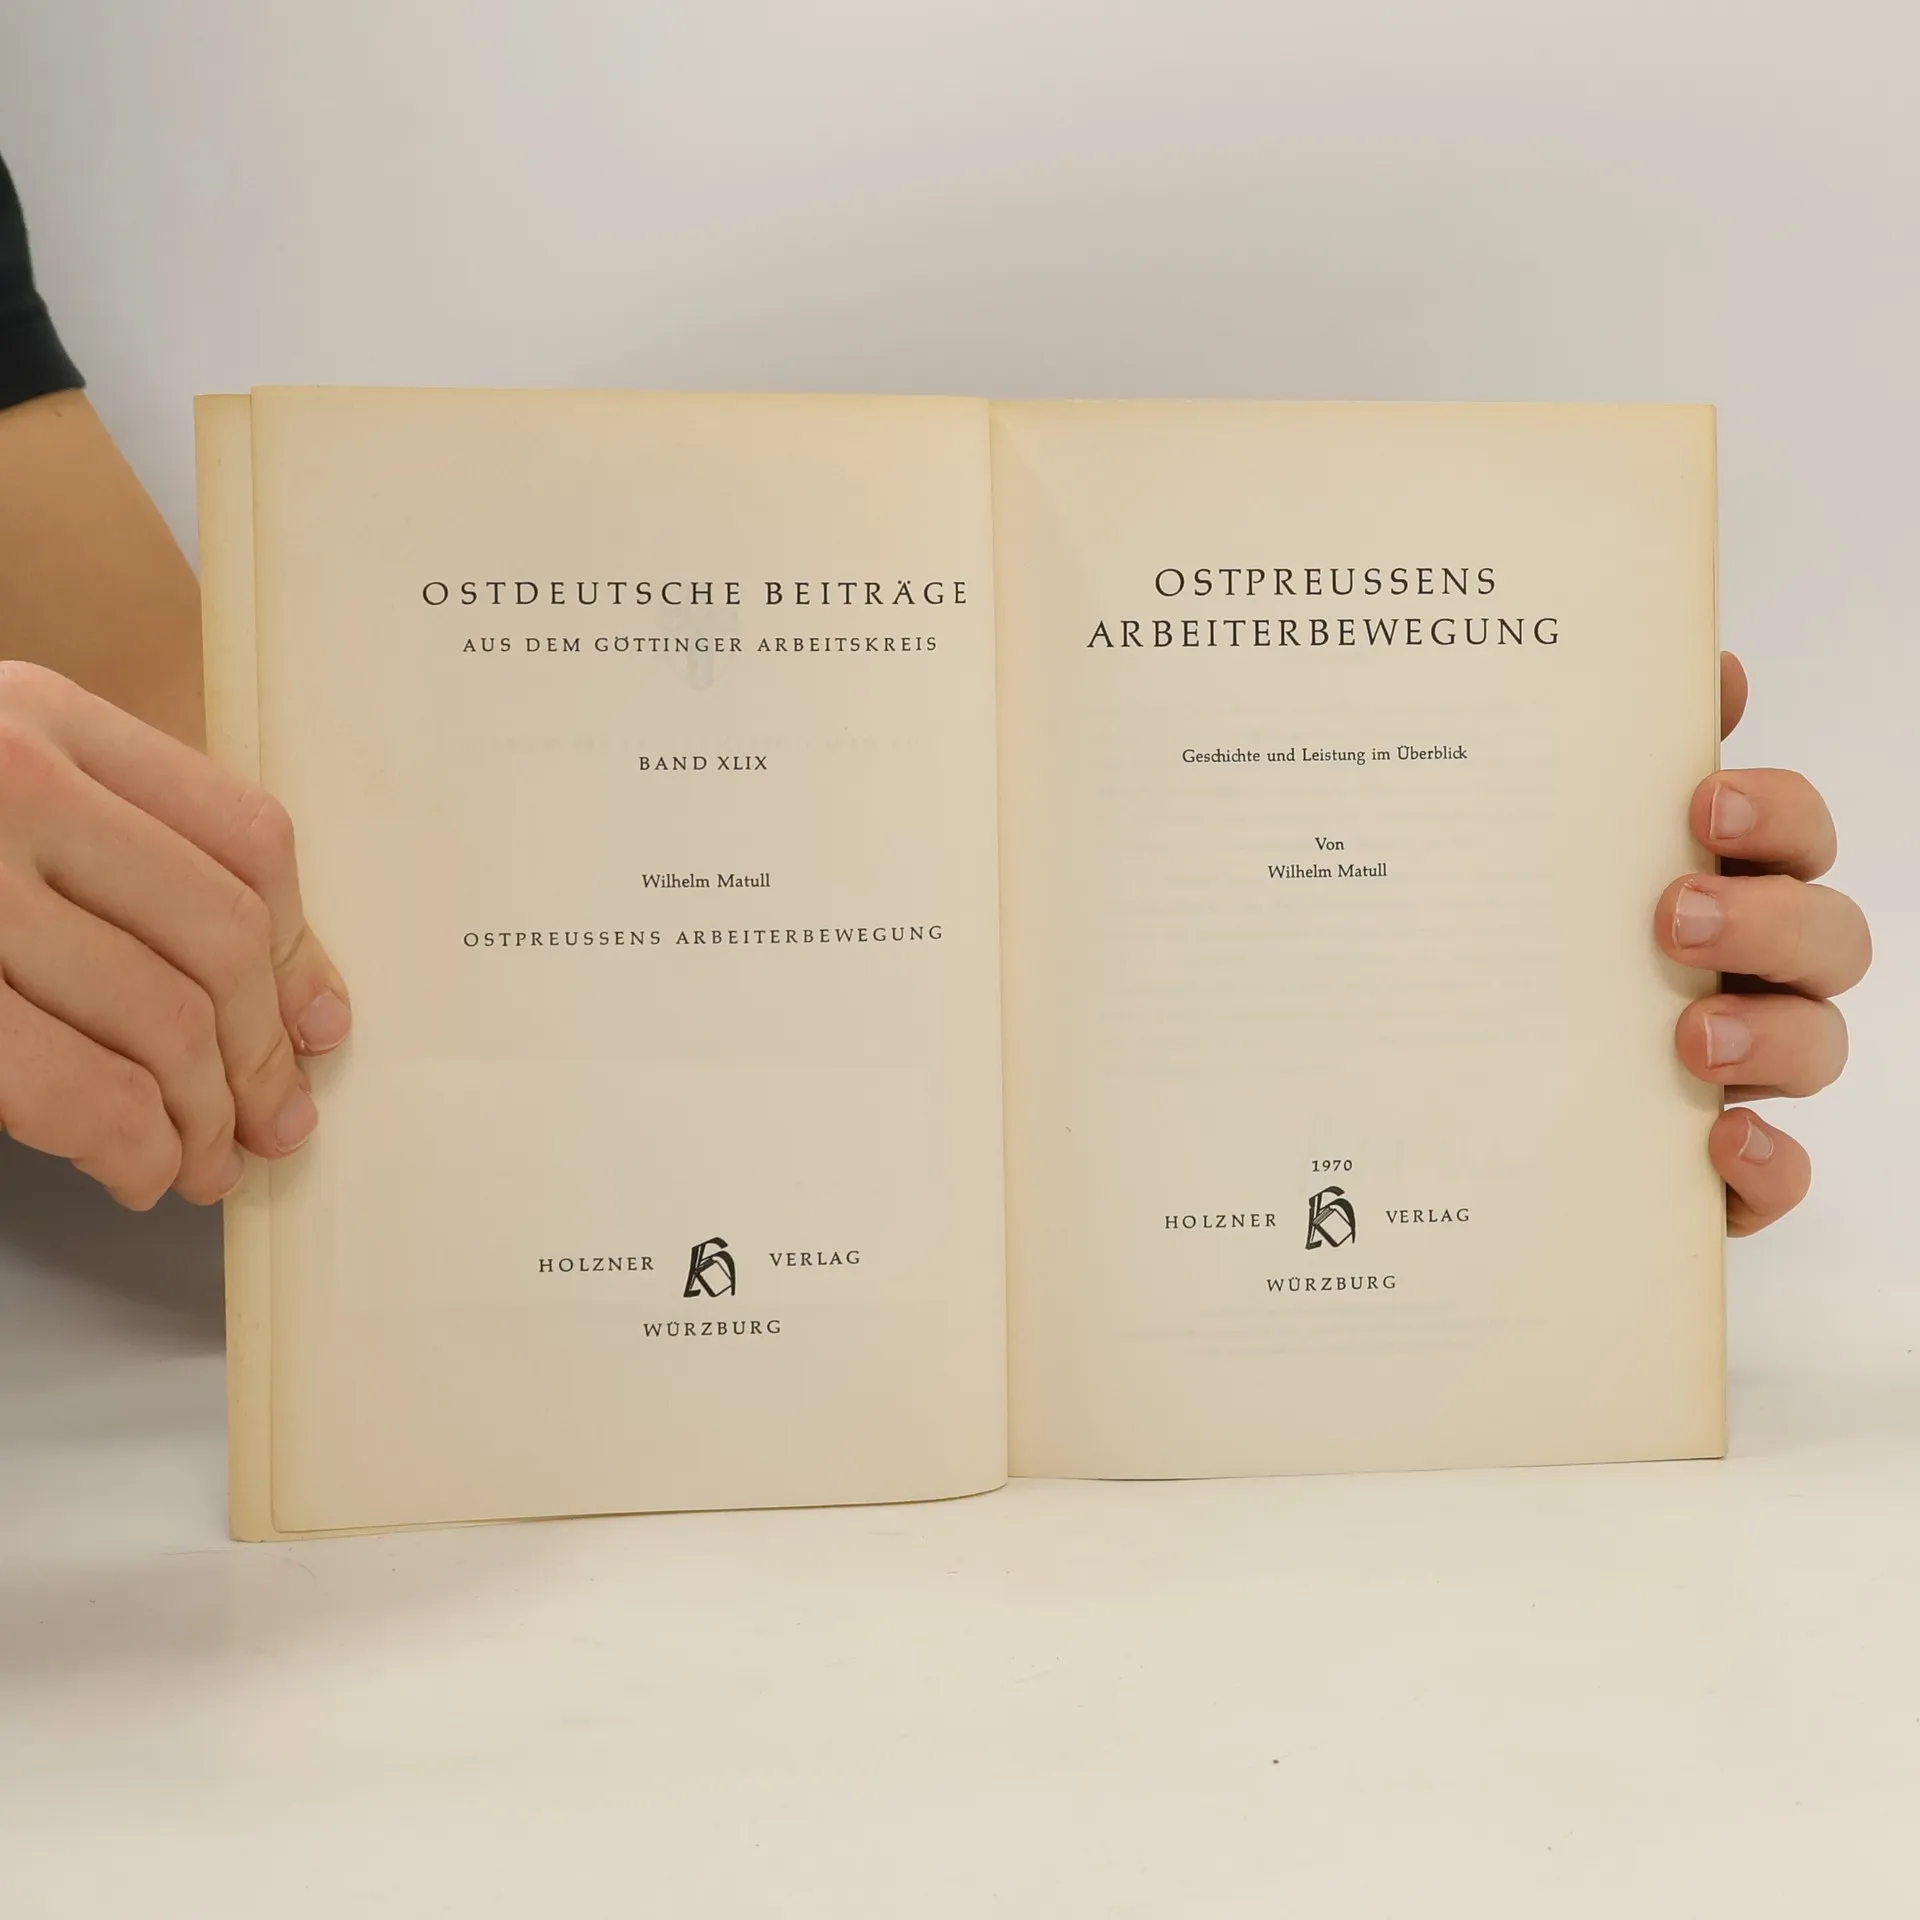 OSTDEUTSCHE BEITRÄGE
AUS DEM GÖTTINGER ARBEITSKREIS
BAND XLIX
Wilhelm Matull
OSTPREUSSENS ARBEITERBEWEGUNG
HOLZNER VERLAG
WÜRZBURG
OSTPREUSSENS
ARBEITERBEWEGUNG
Geschichte und Leistung im Überblick
Von
Wilhelm Matull
1970
HOLZNER VERLAG
WÜRZBURG